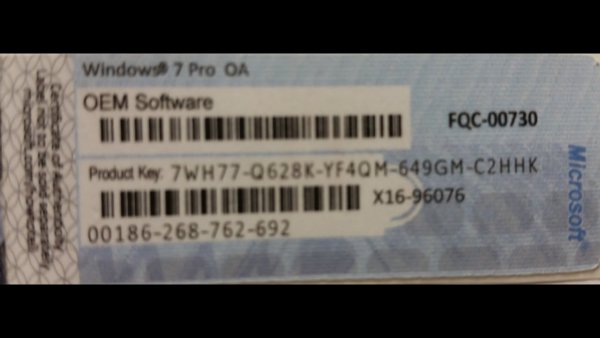 Windows® 7 Pro OA
OEM Software
FQC-00730
Product Key: 7WH77-Q628K-YF4QM-649GM-C2HHK
X16-96076
00186-268-762-692
Microsoft®
Certificate of Authenticity
Label not to be sold separately
microsoft.com/howtotell